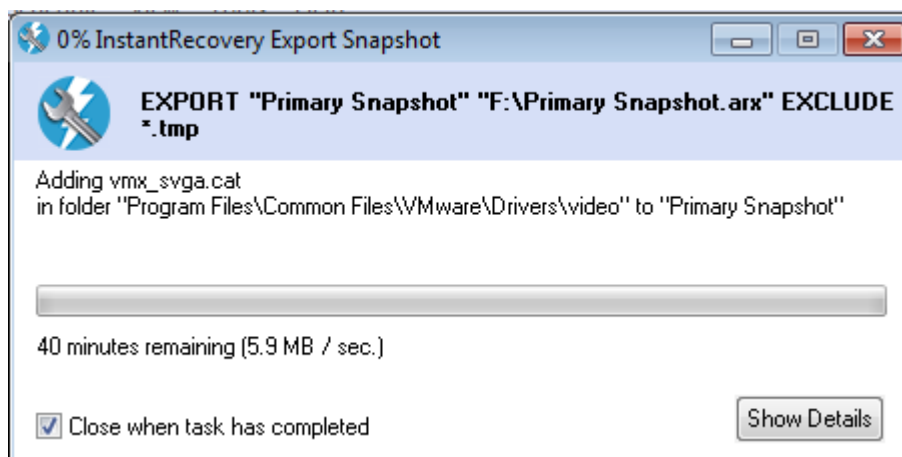 0% InstantRecovery Export Snapshot
EXPORT "Primary Snapshot" "F:\Primary Snapshot.arx" EXCLUDE
*.tmp
Adding vmx_svga.cat
in folder "Program Files\Common Files\VMware\Drivers\video" to "Primary Snapshot"
40 minutes remaining (5.9 MB / sec.)
Close when task has completed
Show Details